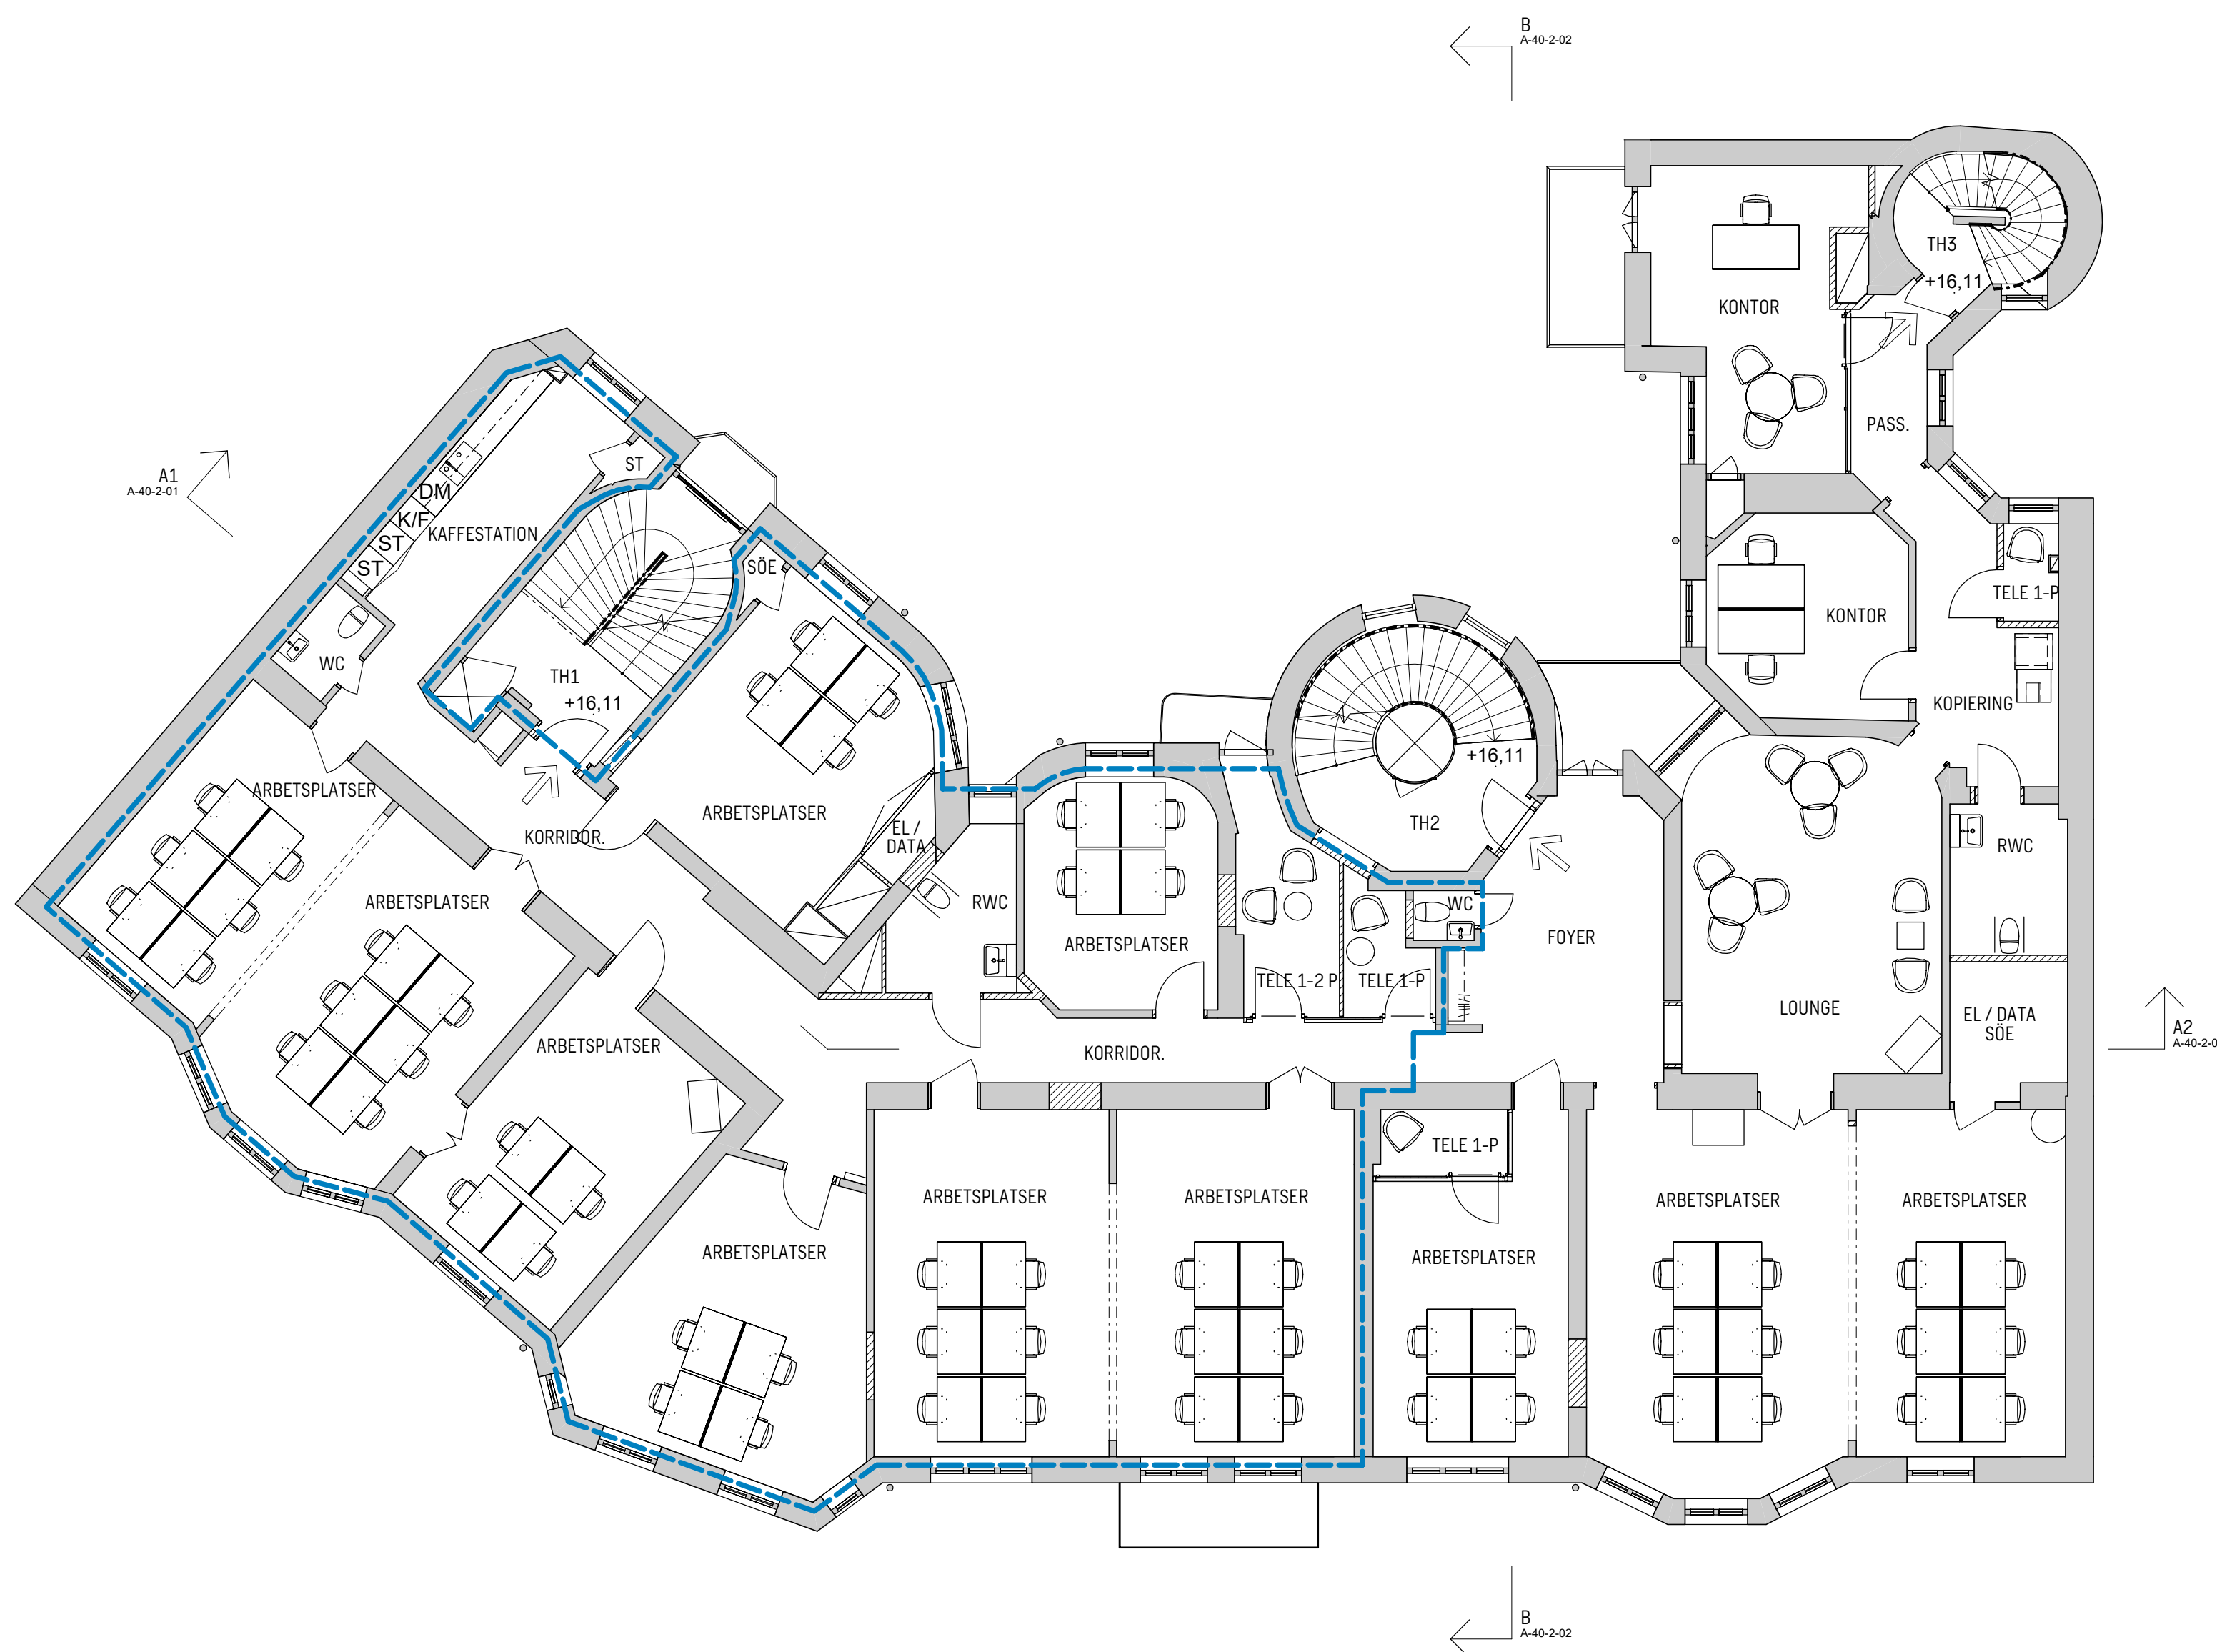 B
A-40-2-02
TH3
+16,11
KONTOR
PASS.
A1
A-40-2-01
ST
DM
K/F
ST
ST
KAFFESTATION
SÖE
TELE 1-P
KONTOR
WC
TH1
+16,11
KOPIERING
+16,11
ARBETSPLATSER
ARBETSPLATSER
TH2
KORRIDOR.
EL /
DATA
RWC
ARBETSPLATSER
RWC
WC
FOYER
ARBETSPLATSER
TELE 1-2 P
TELE 1-P
LOUNGE
EL / DATA
SÖE
A2
A-40-2-0
ARBETSPLATSER
KORRIDOR.
TELE 1-P
ARBETSPLATSER
ARBETSPLATSER
ARBETSPLATSER
ARBETSPLATSER
ARBETSPLATSER
ARBETSPLATSER
B
A-40-2-02